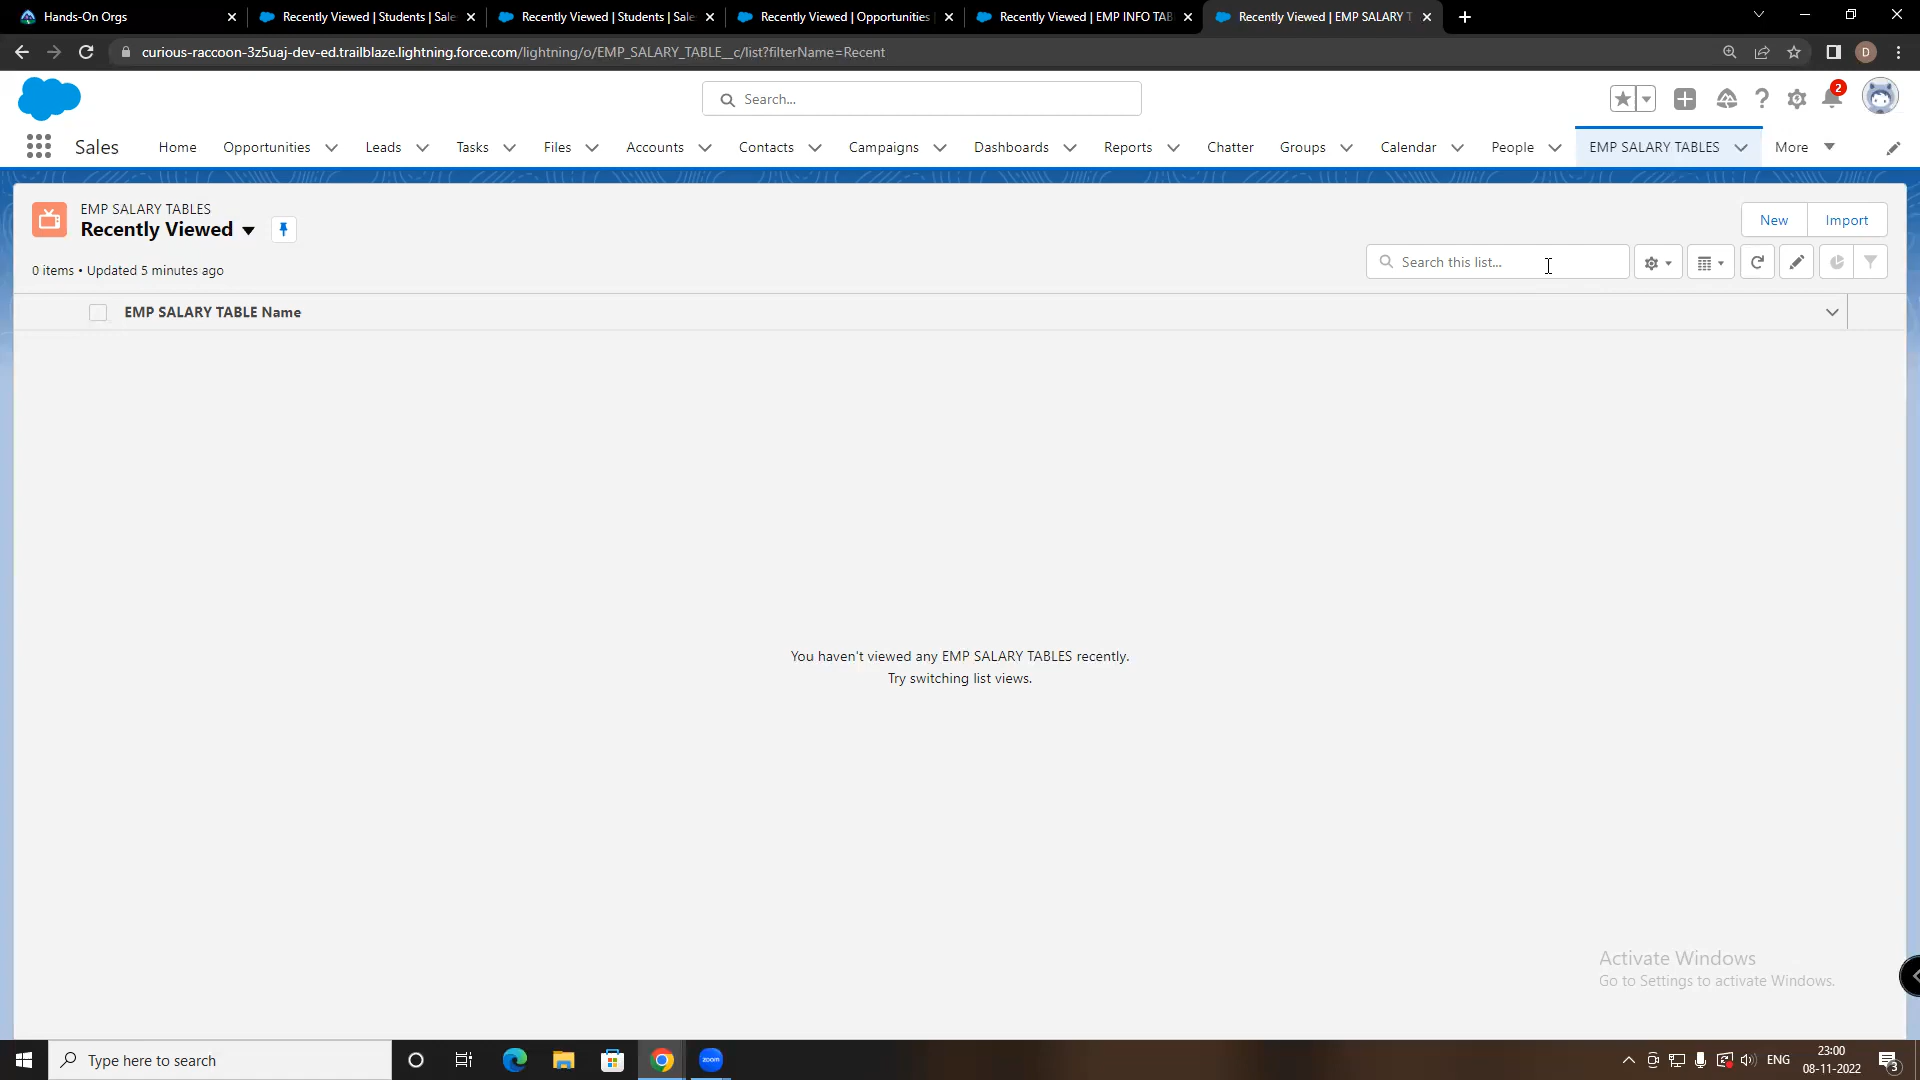 Hands-On Orgs
Recently Viewed | Students | Sale
Recently Viewed | Students | Sale
Recently Viewed | Opportunities |
Recently Viewed | EMP INFO TAB
Recently Viewed | EMP SALARY T
curious-raccoon-3z5uaj-dev-ed.trailblaze.lightning.force.com/lightning/o/EMP_SALARY_TABLE__c/list?filterName=Recent
D
Search...
2
Sales
Home
Opportunities
Leads
Tasks
Files
Accounts
Contacts
Campaigns
Dashboards
Reports
Chatter
Groups
Calendar
People
EMP SALARY TABLES
More
EMP SALARY TABLES
Recently Viewed
New
Import
0 items • Updated 5 minutes ago
Search this list...
EMP SALARY TABLE Name
You haven't viewed any EMP SALARY TABLES recently.
Try switching list views.
Activate Windows
Go to Settings to activate Windows.
Type here to search
zoom
ENG
23:00
08-11-2022
3